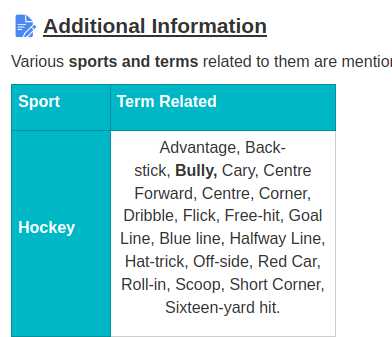 Additional Information
Various sports and terms related to them are mentio
Sport
Term Related
Hockey
Advantage, Back-
stick, Bully, Cary, Centre
Forward, Centre, Corner,
Dribble, Flick, Free-hit, Goal
Line, Blue line, Halfway Line,
Hat-trick, Off-side, Red Car,
Roll-in, Scoop, Short Corner,
Sixteen-yard hit.